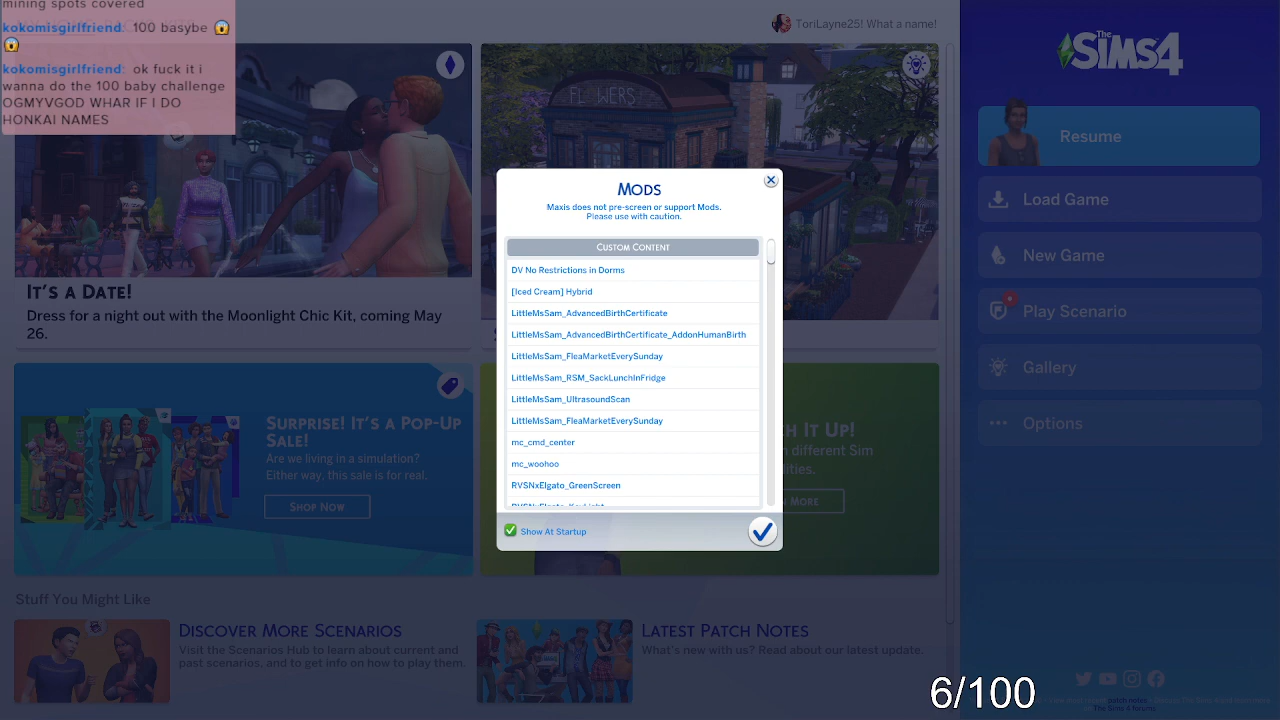 mining spots covered
kokomisgirlfriend: 100 basybe 😱
😱
kokomisgirlfriend: ok fuck it i
wanna do the 100 baby challenge
OGMYVGOD WHAR IF I DO
HONKAI NAMES
ToriLayne25! What a name!
FLOWERS
It's a Date!
Dress for a night out with the Moonlight Chic Kit, coming May
26.
Surprise! It's a Pop-Up
Sale!
Are we living in a simulation?
Either way, this sale is for real.
Shop Now
h It Up!
different Sim
Stuff You Might Like
Discover More Scenarios
Visit the Scenarios Hub to learn about current and
past scenarios, and to get info on how to play them.
Latest Patch Notes
What's new with us? Read about our latest update.
Mods
Maxis does not pre-screen or support Mods.
Please use with caution.
Custom Content
DV No Restrictions in Dorms
[Iced Cream] Hybrid
LittleMsSam_AdvancedBirthCertificate
LittleMsSam_AdvancedBirthCertificate_AddonHumanBirth
LittleMsSam_FleaMarketEverySunday
LittleMsSam_RSM_SackLunchInFridge
LittleMsSam_UltrasoundScan
LittleMsSam_FleaMarketEverySunday
mc_cmd_center
mc_woohoo
RVSNxElgato_GreenScreen
Show At Startup
The Sims 4
Resume
Load Game
New Game
Play Scenario
Gallery
Options
6/100